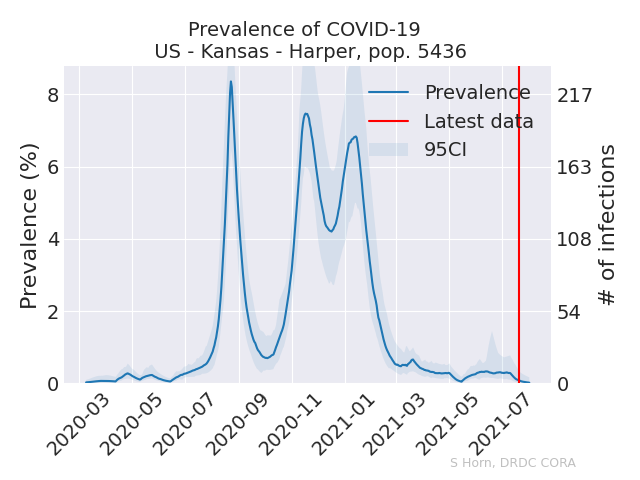 Prevalence of COVID-19
US - Kansas - Harper, pop. 5436
Prevalence (%)
8
6
4
2
0
Prevalence
Latest data
95CI
217
163
108
54
0
# of infections
2020-03
2020-05
2020-07
2020-09
2020-11
2021-01
2021-03
2021-05
2021-07
S Horn, DRDC CORA